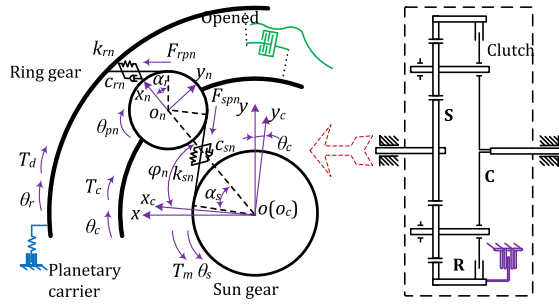 Opened
k_rn
F_rpn
Ring gear
c_rn
α_r
x_n
y_n
o_n
F_spn
θ_pn
y
y_c
θ_c
c_sn
φ_n
k_sn
T_d
T_c
θ_r
θ_c
x_c
x
α_s
o(o_c)
Planetary
carrier
T_m
θ_s
Sun gear
Clutch
S
C
R